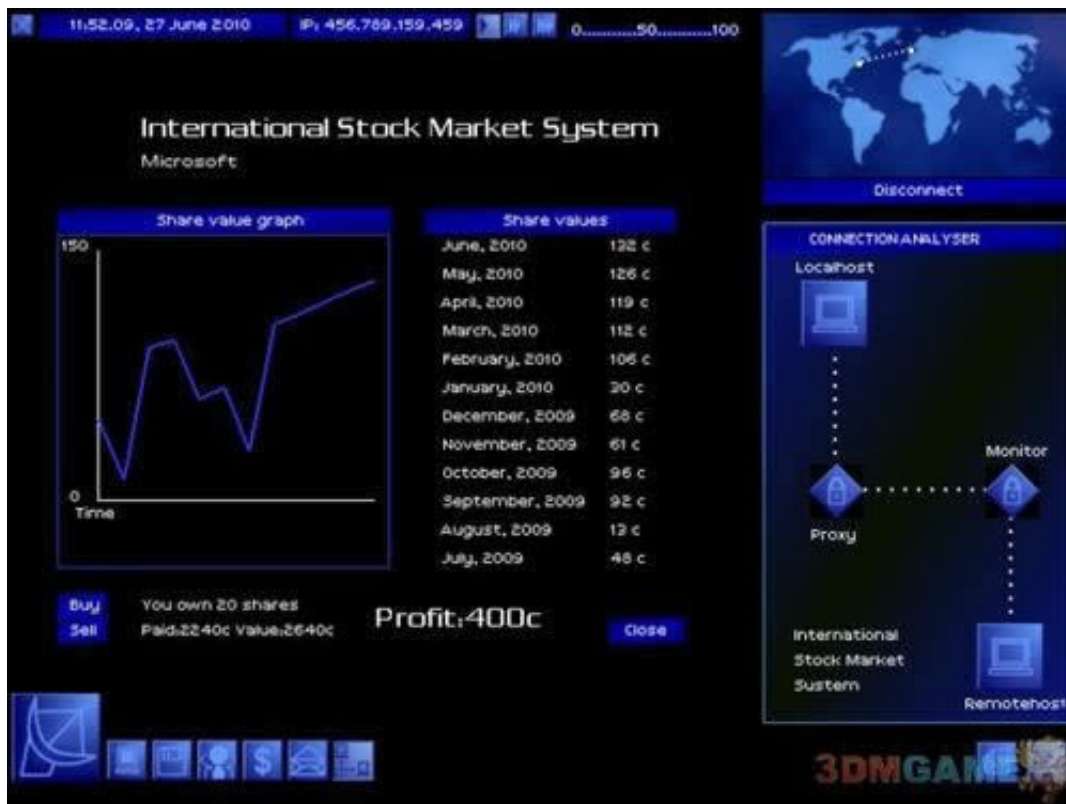 11:52.09, 27 June 2010
IP: 456.789.159.459
0............50............100
International Stock Market System
Microsoft
Disconnect
Share value graph
150
0
Time
Share values
June, 2010 132 c
May, 2010 126 c
April, 2010 119 c
March, 2010 112 c
February, 2010 106 c
January, 2010 30 c
December, 2009 68 c
November, 2009 61 c
October, 2009 96 c
September, 2009 92 c
August, 2009 13 c
July, 2009 48 c
Buy
You own 20 shares
Sell
Paid:2240c Value:2640c
Profit:400c
Close
CONNECTION ANALYSER
Localhost
Monitor
Proxy
International
Stock Market
System
Remotehost
3DMGAME